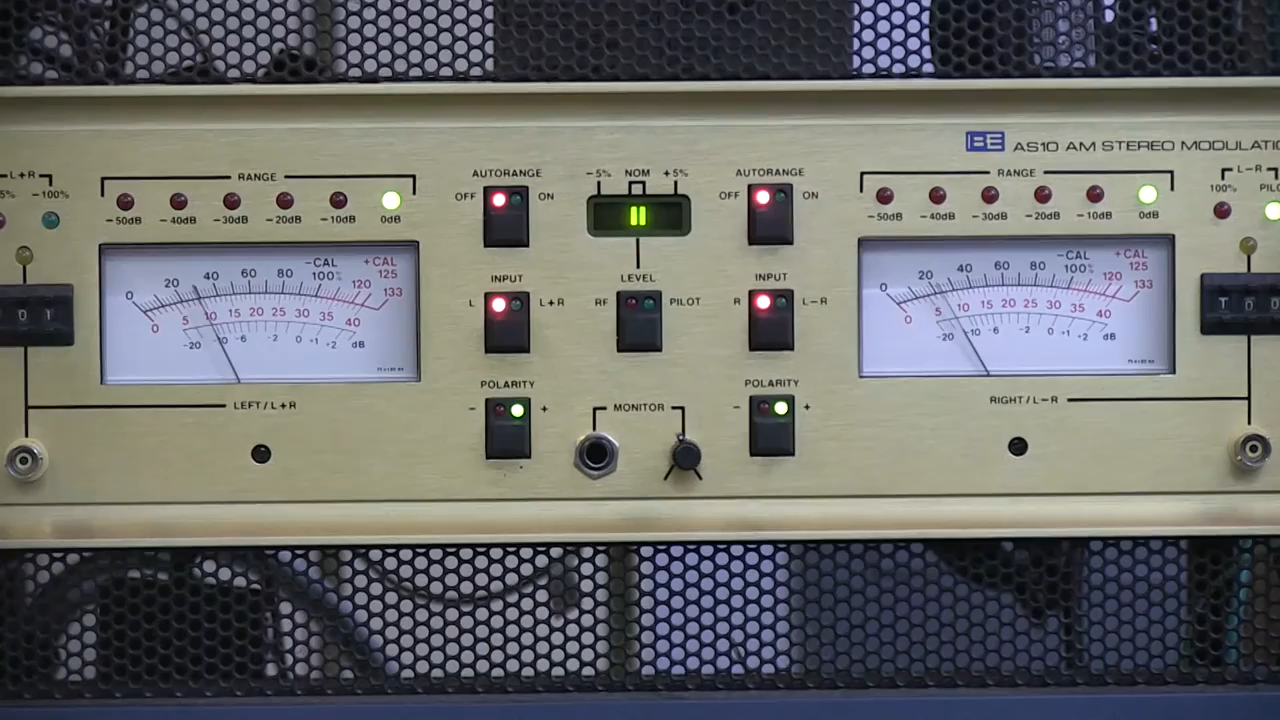 BE AS10 AM STEREO MODULATIO
L+R
5% -100%
RANGE
-50dB -40dB -30dB -20dB -10dB 0dB
AUTORANGE
OFF ON
-5% NOM +5%
AUTORANGE
OFF ON
RANGE
-50dB -40dB -30dB -20dB -10dB 0dB
L-R
100% PILO
-CAL +CAL
0 20 40 60 80 100% 120 125 133
0 5 10 15 20 25 30 35 40
-20 -10 -6 -2 0 +1 +2 dB
INPUT
L L+R
LEVEL
RF PILOT
INPUT
R L-R
-CAL +CAL
0 20 40 60 80 100% 120 125 133
0 5 10 15 20 25 30 35 40
-20 -10 -6 -2 0 +2 dB
0 1
T 0 0
LEFT/L+R
POLARITY
- +
MONITOR
POLARITY
- +
RIGHT/L-R